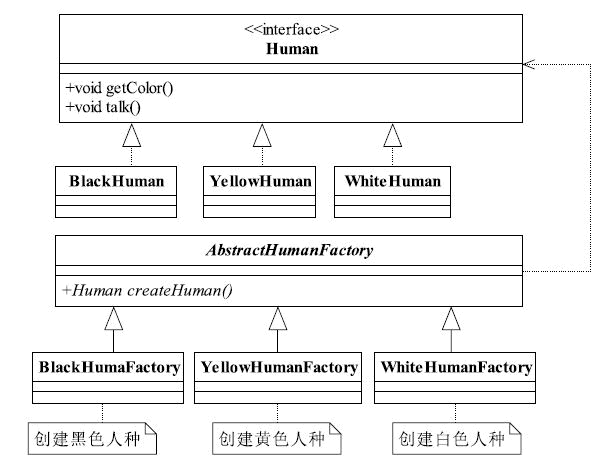 <<interface>>
Human
+void getColor()
+void talk()
BlackHuman YellowHuman WhiteHuman
AbstractHumanFactory
+Human createHuman()
BlackHumaFactory YellowHumanFactory WhiteHumanFactory
创建黑色人种 创建黄色人种 创建白色人种